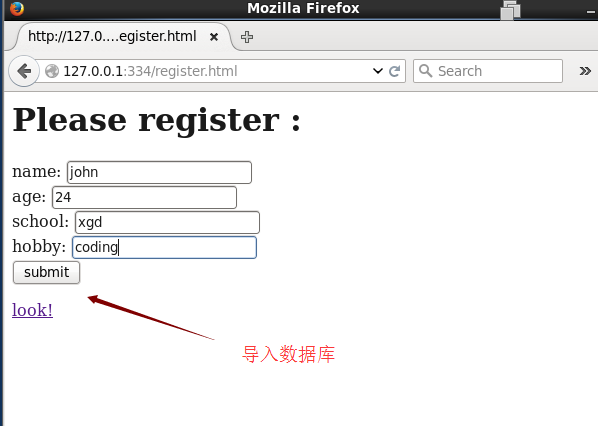 Mozilla Firefox
http://127.0....egister.html
127.0.0.1:334/register.html
Search
Please register :
name: john
age: 24
school: xgd
hobby: coding
submit
look!
导入数据库